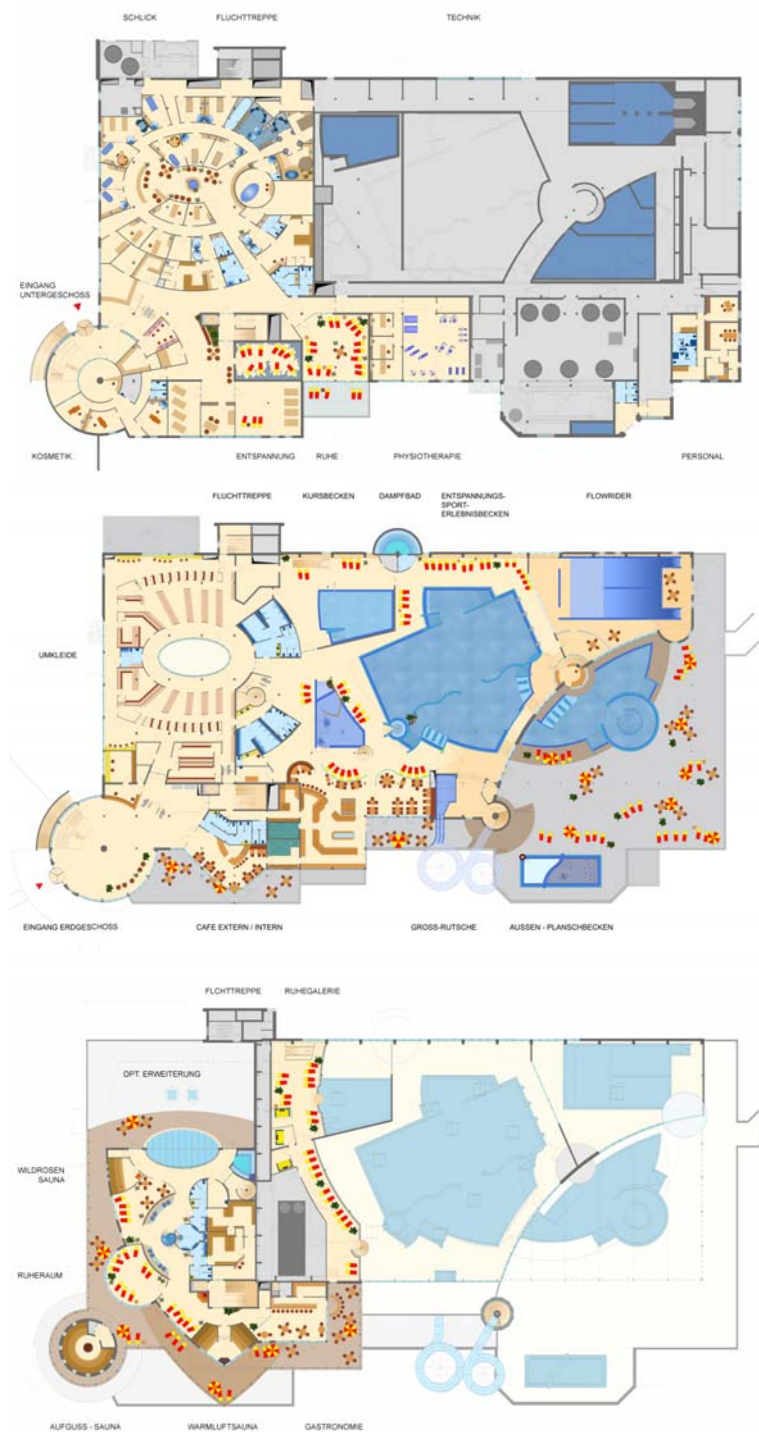 SCHLICK
FLUCHTTREPPE
TECHNIK
EINGANG
UNTERGESCHOSS
KOSMETIK
ENTSPANNUNG
RUHE
PHYSIOTHERAPIE
PERSONAL
FLUCHTTREPPE
KURSBECKEN
DAMPFBAD
ENTSPANNUNGS-
SPORT-
ERLEBNISBECKEN
FLOWRIDER
UMKLEIDE
EINGANG ERDGESCHOSS
CAFE EXTERN / INTERN
GROSS-RUTSCHE
AUSSEN - PLANSCHBECKEN
FLCHTTREPPE
RUHEGALERIE
OPT. ERWEITERUNG
WILDROSEN
SAUNA
RUHERAUM
AUFGUSS - SAUNA
WARMLUFTSAUNA
GASTRONOMIE